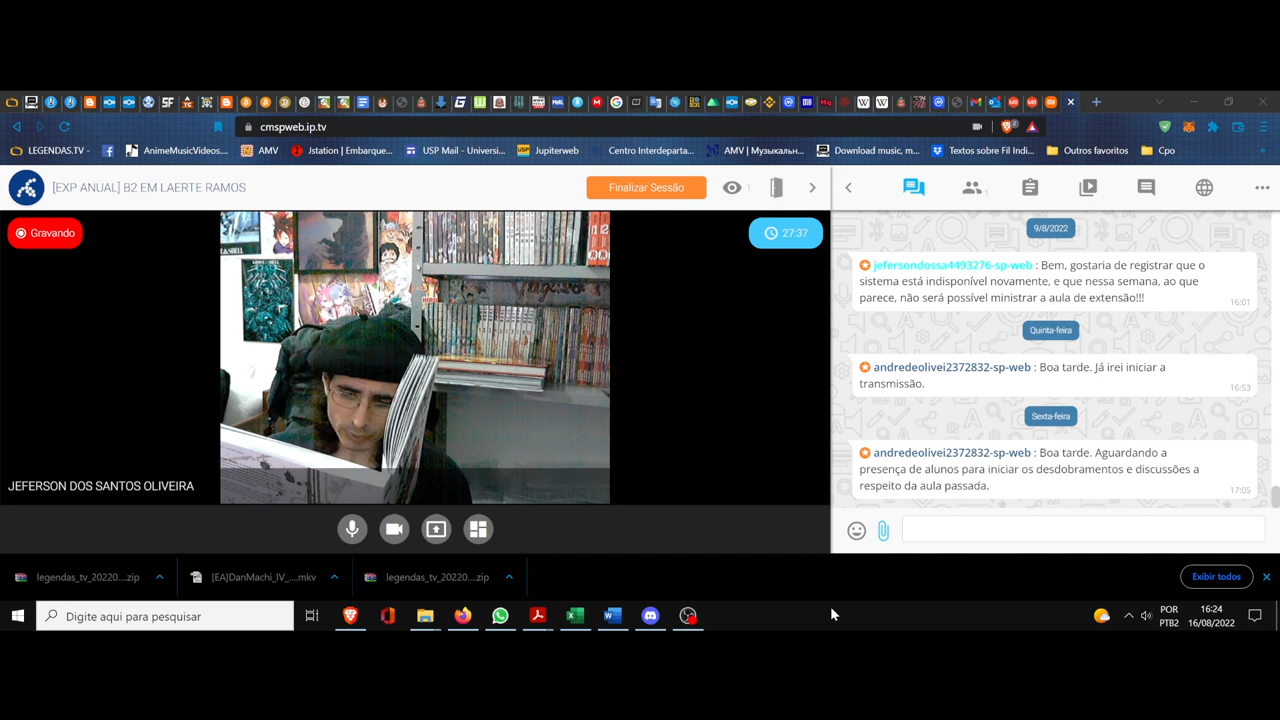 cmspweb.ip.tv
2
LEGENDAS.TV -
AnimeMusicVideos...
AMV
Jstation | Embarque...
USP Mail - Universi...
Jupiterweb
Centro Interdeparta...
AMV | Музыкальн...
Download music, m...
Textos sobre Fil Indi...
Outros favoritos
Cpo
[EXP ANUAL] B2 EM LAERTE RAMOS
Finalizar Sessão
1
1
Gravando
27:37
JEFERSON DOS SANTOS OLIVEIRA
9/8/2022
jefersondossa4493276-sp-web : Bem, gostaria de registrar que o
sistema está indisponível novamente, e que nessa semana, ao que
parece, não será possível ministrar a aula de extensão!!!
16:01
Quinta-feira
andredeolivei2372832-sp-web : Boa tarde. Já irei iniciar a
transmissão.
16:53
Sexta-feira
andredeolivei2372832-sp-web : Boa tarde. Aguardando a
presença de alunos para iniciar os desdobramentos e discussões a
respeito da aula passada.
17:05
legendas_tv_20220....zip
[EA]DanMachi_IV_....mkv
legendas_tv_20220....zip
Exibir todos
Digite aqui para pesquisar
POR
PTB2
16:24
16/08/2022